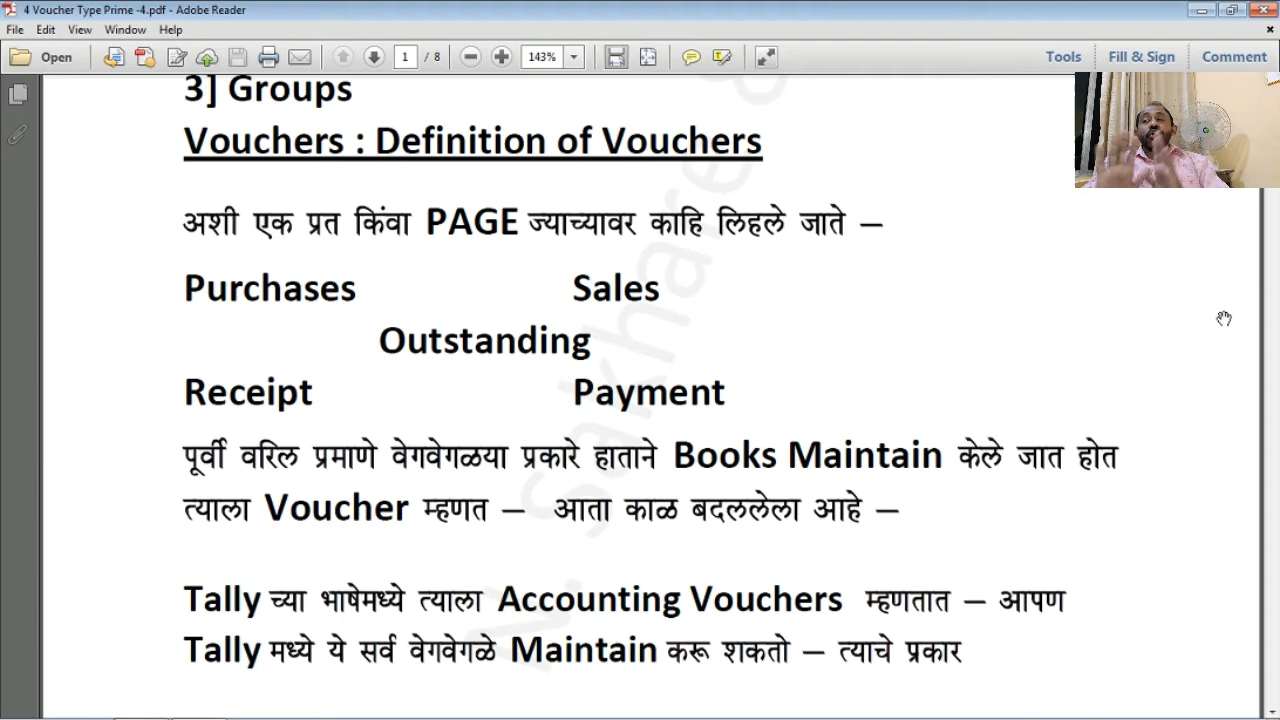 4 Voucher Type Prime -4.pdf - Adobe Reader
File Edit View Window Help
Open 1 / 8 143% Tools Fill & Sign Comment
3] Groups
Vouchers : Definition of Vouchers
अशी एक प्रत किंवा PAGE ज्याच्यावर काहि लिहले जाते –
Purchases Sales
Outstanding
Receipt Payment
पूर्वी वरिल प्रमाणे वेगवेगळया प्रकारे हाताने Books Maintain केले जात होत
त्याला Voucher म्हणत – आता काळ बदललेला आहे –
Tally च्या भाषेमध्ये त्याला Accounting Vouchers म्हणतात – आपण
Tally मध्ये ये सर्व वेगवेगळे Maintain करू शकतो – त्याचे प्रकार
N. Sakhare